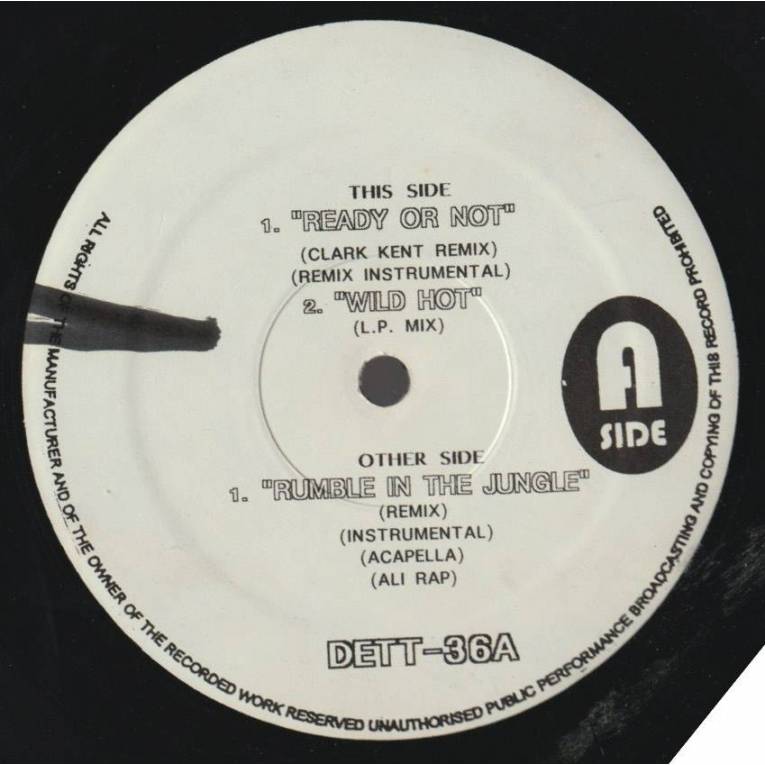 THIS SIDE
1. "READY OR NOT"
(CLARK KENT REMIX)
(REMIX INSTRUMENTAL)
2. "WILD HOT"
(L.P. MIX)
A
SIDE
OTHER SIDE
1. "RUMBLE IN THE JUNGLE"
(REMIX)
(INSTRUMENTAL)
(ACAPELLA)
(ALI RAP)
DETT-36A
ALL RIGHTS OF THE MANUFACTURER AND OF THE OWNER OF THE RECORDED WORK RESERVED UNAUTHORISED PUBLIC PERFORMANCE BROADCASTING AND COPYING OF THIS RECORD PROHIBITED